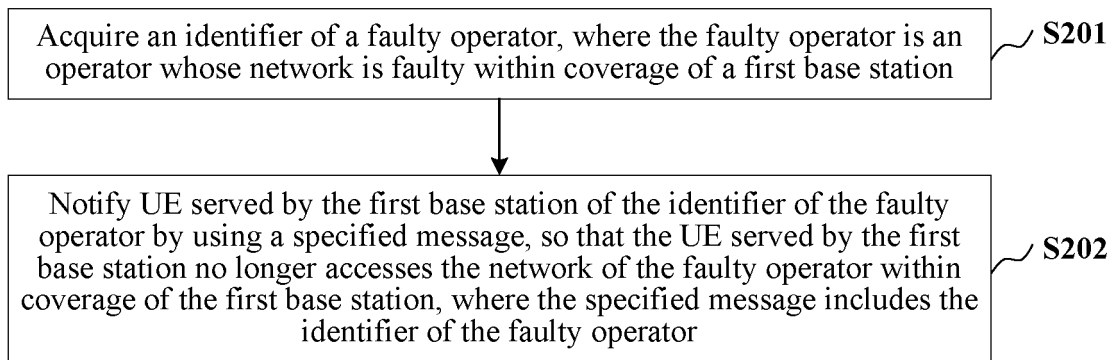 Acquire an identifier of a faulty operator, where the faulty operator is an
operator whose network is faulty within coverage of a first base station
S201
Notify UE served by the first base station of the identifier of the faulty
operator by using a specified message, so that the UE served by the first
base station no longer accesses the network of the faulty operator within
coverage of the first base station, where the specified message includes the
identifier of the faulty operator
S202